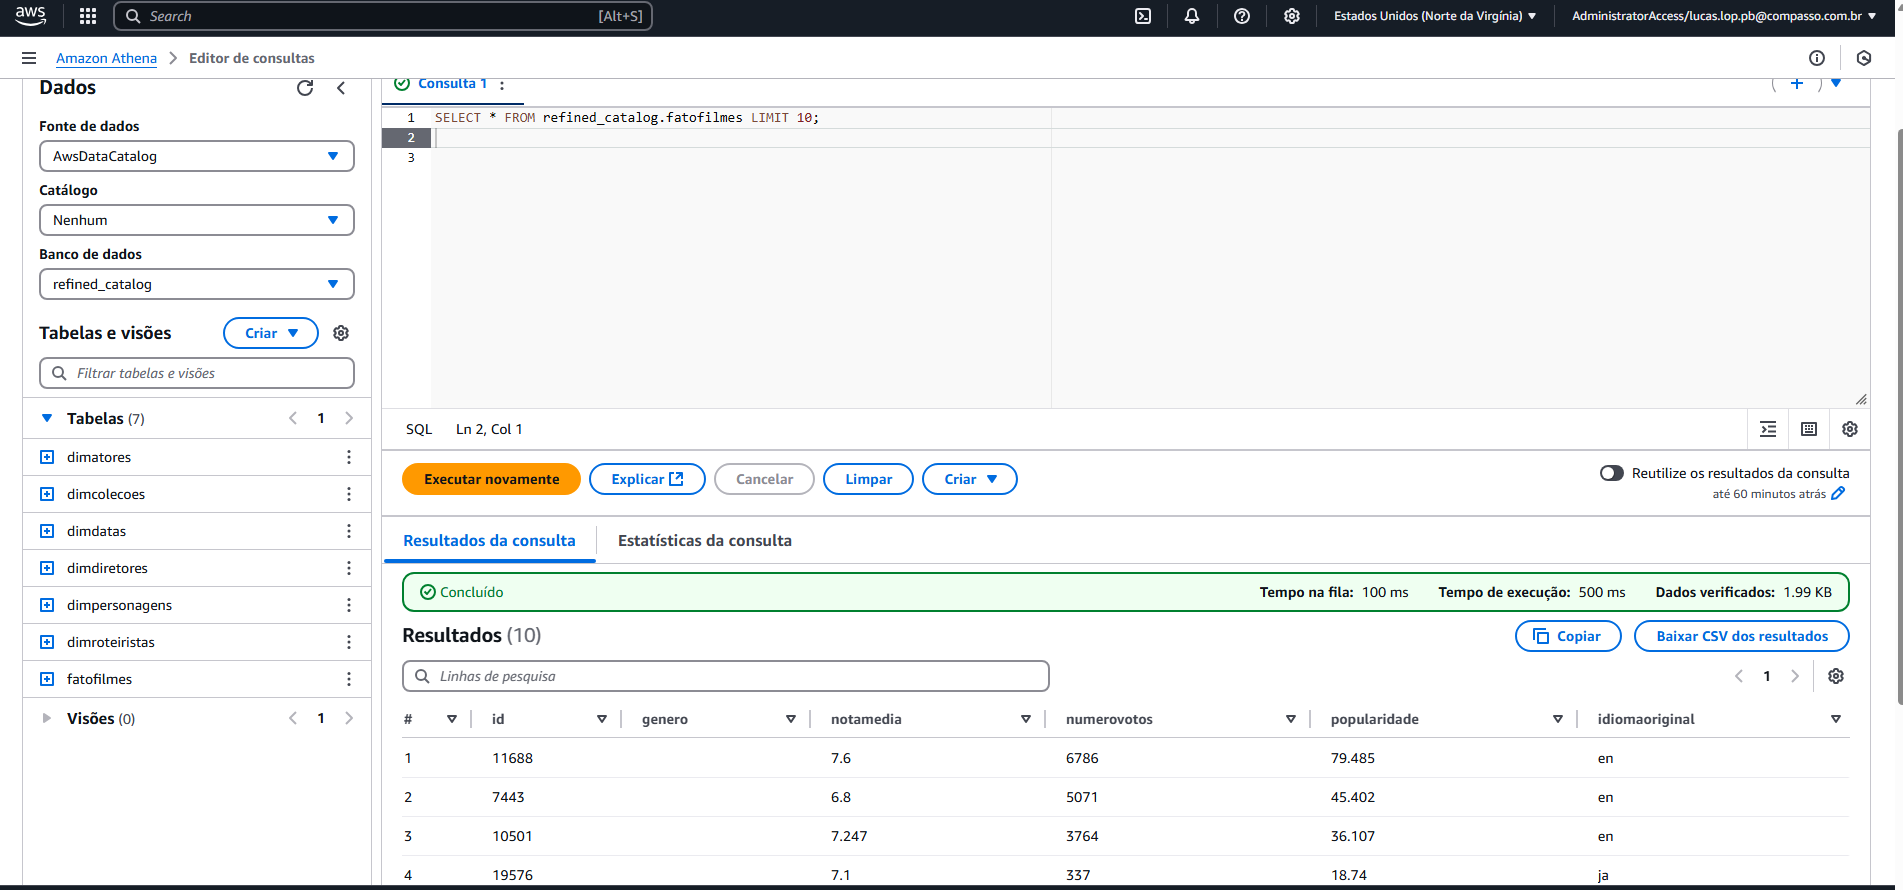 aws
Search
[Alt+S]
Estados Unidos (Norte da Virgínia)
AdministratorAccess/lucas.lop.pb@compasso.com.br
Amazon Athena
Editor de consultas
Dados
Fonte de dados
AwsDataCatalog
Catálogo
Nenhum
Banco de dados
refined_catalog
Tabelas e visões
Criar
Filtrar tabelas e visões
Tabelas (7)
1
dimatores
dimcolecoes
dimdatas
dimdiretores
dimpersonagens
dimroteiristas
fatofilmes
Visões (0)
1
Consulta 1
1 SELECT * FROM refined_catalog.fatofilmes LIMIT 10;
2
3
SQL Ln 2, Col 1
Executar novamente
Explicar
Cancelar
Limpar
Criar
Reutilize os resultados da consulta
até 60 minutos atrás
Resultados da consulta
Estatísticas da consulta
Concluído
Tempo na fila: 100 ms
Tempo de execução: 500 ms
Dados verificados: 1.99 KB
Resultados (10)
Copiar
Baixar CSV dos resultados
Linhas de pesquisa
1
# id genero notamedia numerovotos popularidade idiomaoriginal
1 11688 7.6 6786 79.485 en
2 7443 6.8 5071 45.402 en
3 10501 7.247 3764 36.107 en
4 19576 7.1 337 18.74 ja